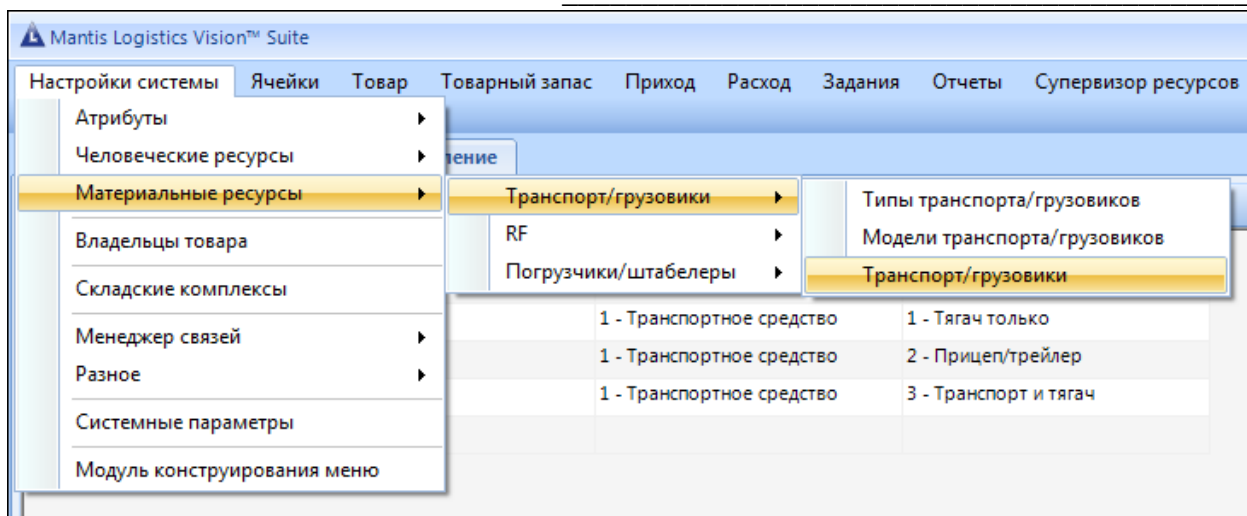 Mantis Logistics Vision™ Suite
Настройки системы Ячейки Товар Товарный запас Приход Расход Задания Отчеты Супервизор ресурсов
Атрибуты
Человеческие ресурсы
Материальные ресурсы
Владельцы товара
Складские комплексы
Менеджер связей
Разное
Системные параметры
Модуль конструирования меню
Транспорт/грузовики
RF
Погрузчики/штабелеры
Типы транспорта/грузовиков
Модели транспорта/грузовиков
Транспорт/грузовики
1 - Транспортное средство 1 - Тягач только
1 - Транспортное средство 2 - Прицеп/трейлер
1 - Транспортное средство 3 - Транспорт и тягач